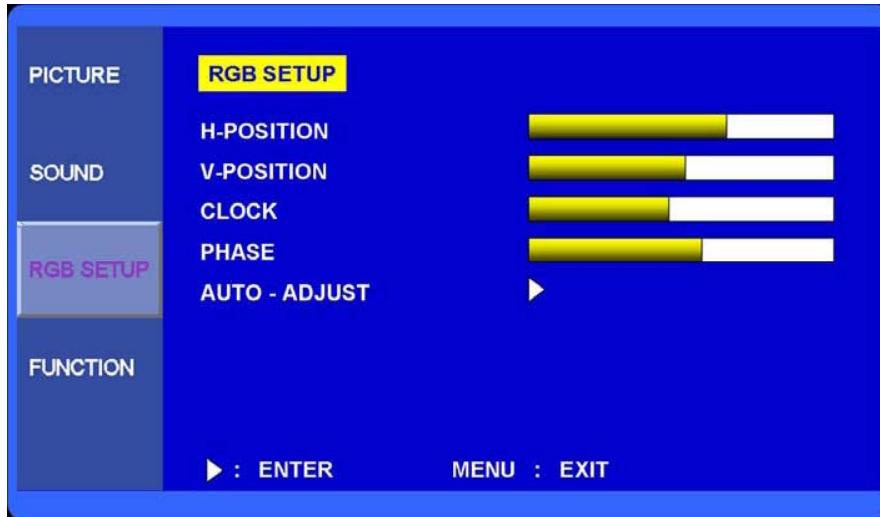 PICTURE
SOUND
RGB SETUP
FUNCTION
RGB SETUP
H-POSITION
V-POSITION
CLOCK
PHASE
AUTO - ADJUST
: ENTER MENU : EXIT